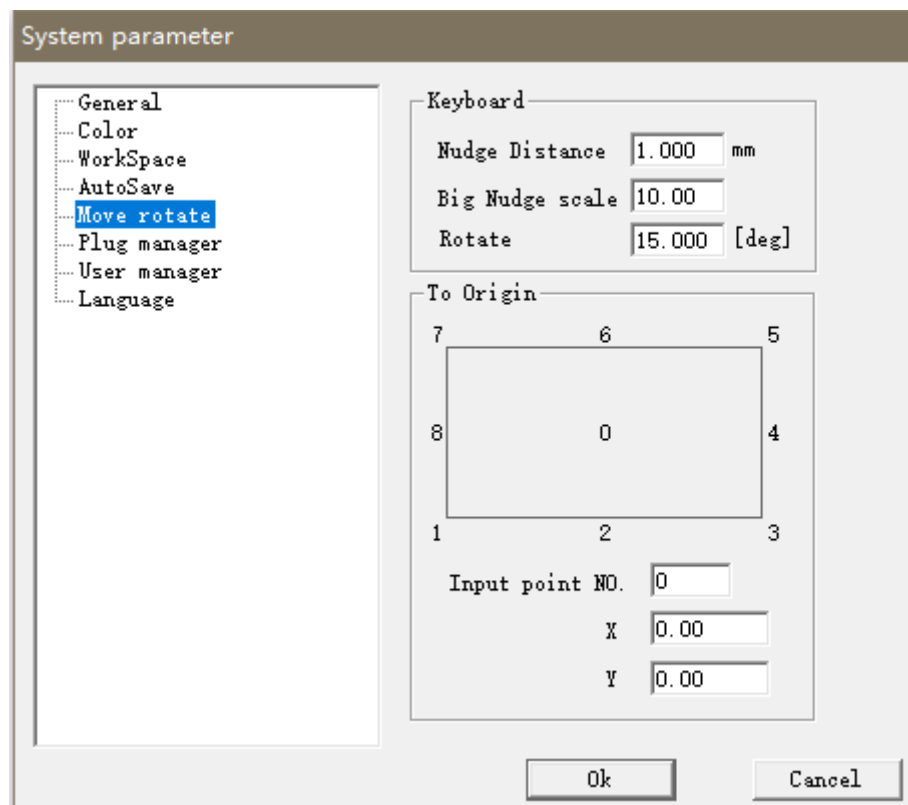 System parameter
General
Color
WorkSpace
AutoSave
Move rotate
Plug manager
User manager
Language
Keyboard
Nudge Distance 1.000 mm
Big Nudge scale 10.00
Rotate 15.000 [deg]
To Origin
7 6 5
8 0 4
1 2 3
Input point NO. 0
X 0.00
Y 0.00
Ok Cancel